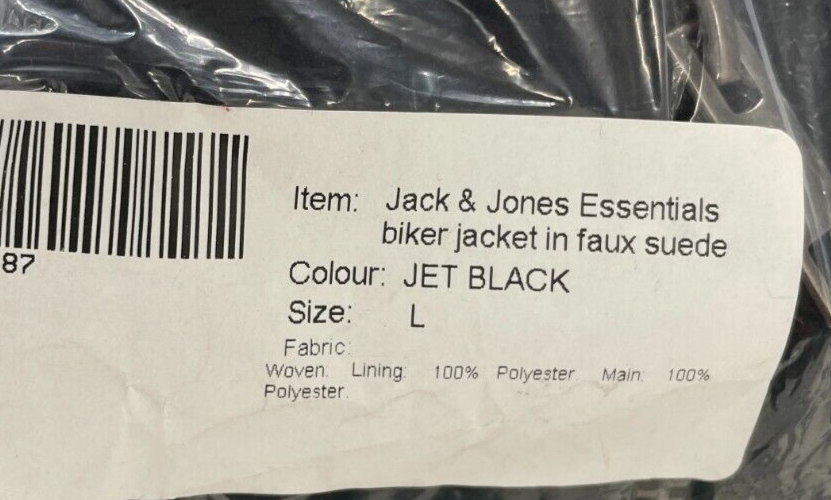 Item: Jack & Jones Essentials
biker jacket in faux suede
Colour: JET BLACK
Size: L
Fabric:
Woven: Lining: 100% Polyester. Main: 100%
Polyester.
87